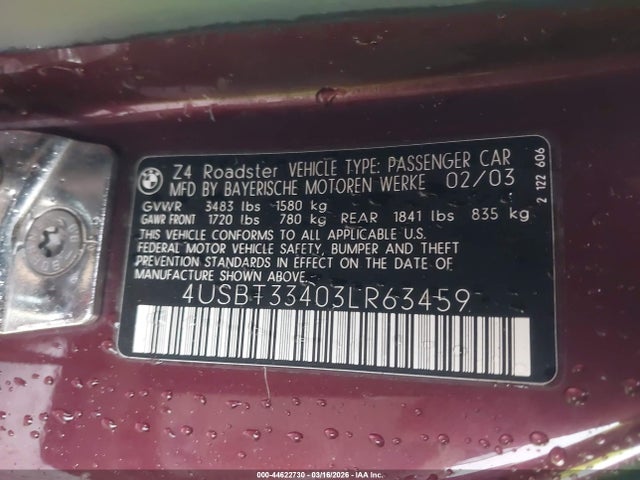 Z4 Roadster VEHICLE TYPE: PASSENGER CAR
MFD BY BAYERISCHE MOTOREN WERKE 02/03
GVWR 3483 lbs 1580 kg
GAWR FRONT 1720 lbs 780 kg REAR 1841 lbs 835 kg
THIS VEHICLE CONFORMS TO ALL APPLICABLE U.S.
FEDERAL MOTOR VEHICLE SAFETY, BUMPER AND THEFT
PREVENTION STANDARDS IN EFFECT ON THE DATE OF
MANUFACTURE SHOWN ABOVE.
4USBT33403LR63459
2 122 606
000-44622730 - 03/16/2026 - IAA Inc.